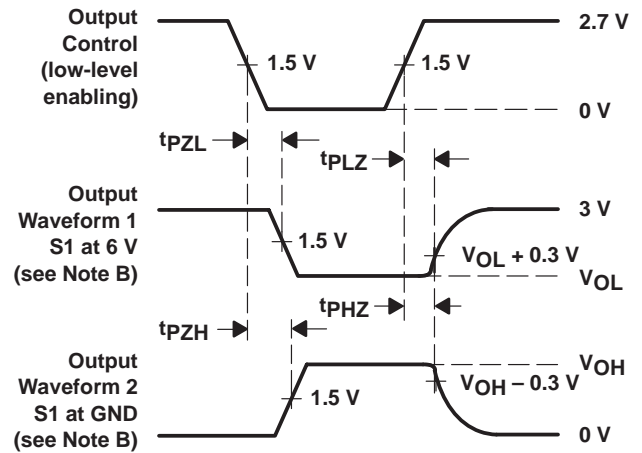 Output
Control
(low-level
enabling)
1.5 V
1.5 V
2.7 V
0 V
tPZL
tPLZ
Output
Waveform 1
S1 at 6 V
(see Note B)
1.5 V
3 V
VOL + 0.3 V
VOL
tPZH
tPHZ
Output
Waveform 2
S1 at GND
(see Note B)
1.5 V
VOH
VOH – 0.3 V
0 V